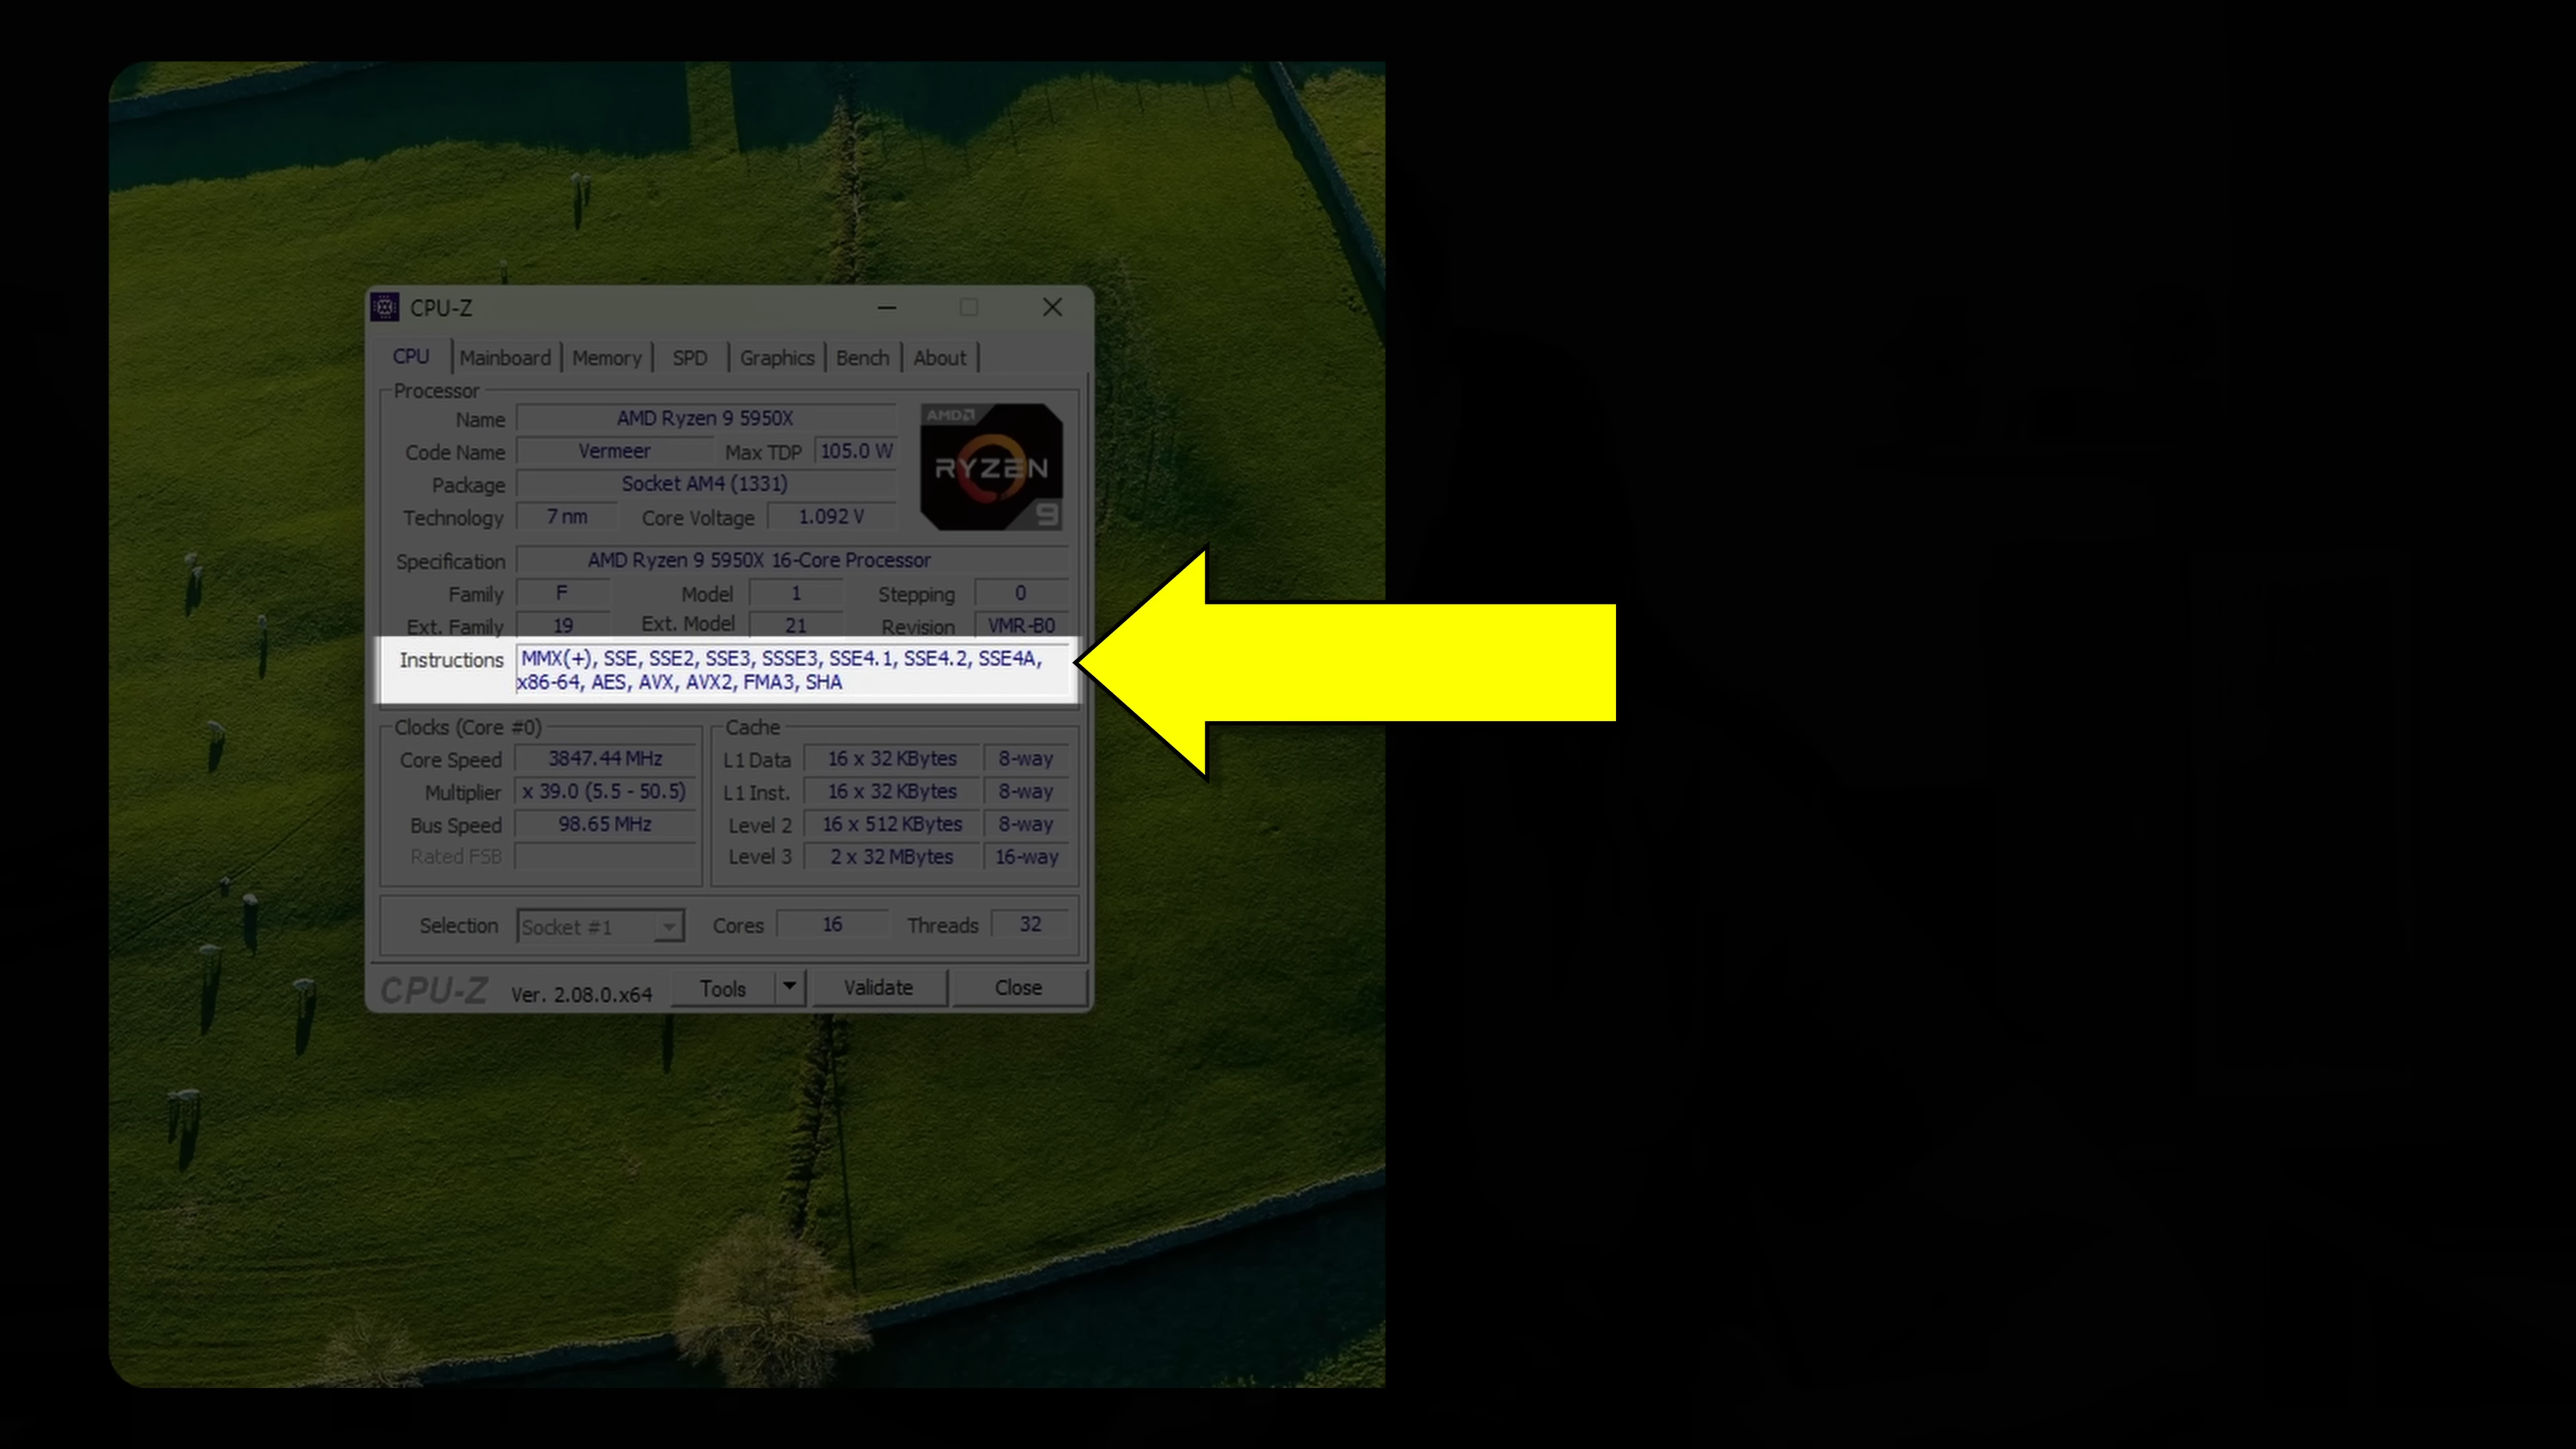 CPU-Z
CPU Mainboard Memory SPD Graphics Bench About
Processor
Name AMD Ryzen 9 5950X
Code Name Vermeer Max TDP 105.0 W
Package Socket AM4 (1331)
Technology 7 nm Core Voltage 1.092 V
AMD
RYZEN
9
Specification AMD Ryzen 9 5950X 16-Core Processor
Family F Model 1 Stepping 0
Ext. Family 19 Ext. Model 21 Revision VMR-B0
Instructions MMX(+), SSE, SSE2, SSE3, SSSE3, SSE4.1, SSE4.2, SSE4A,
x86-64, AES, AVX, AVX2, FMA3, SHA
Clocks (Core #0)
Core Speed 3847.44 MHz
Multiplier x 39.0 (5.5 - 50.5)
Bus Speed 98.65 MHz
Rated FSB
Cache
L1 Data 16 x 32 KBytes 8-way
L1 Inst. 16 x 32 KBytes 8-way
Level 2 16 x 512 KBytes 8-way
Level 3 2 x 32 MBytes 16-way
Selection Socket #1 Cores 16 Threads 32
CPU-Z Ver. 2.08.0.x64 Tools Validate Close